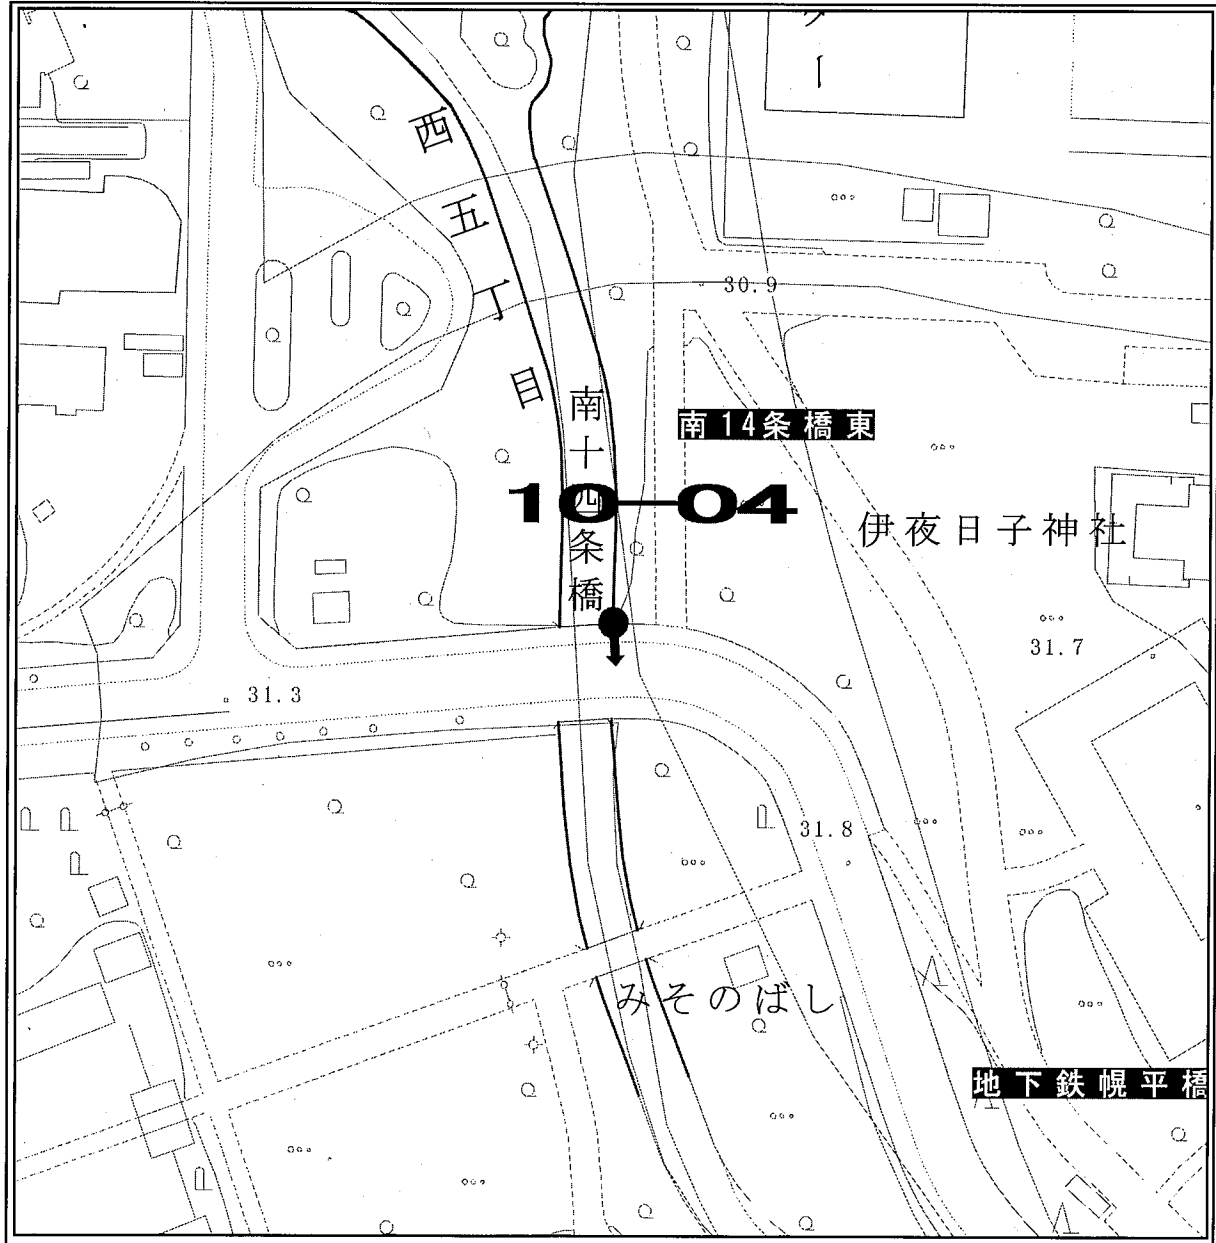 ター
西五丁目
30.9
南14条橋東
南十四条橋
10-04
伊夜日子神社
31.7
31.3
31.8
みそのばし
地下鉄幌平橋